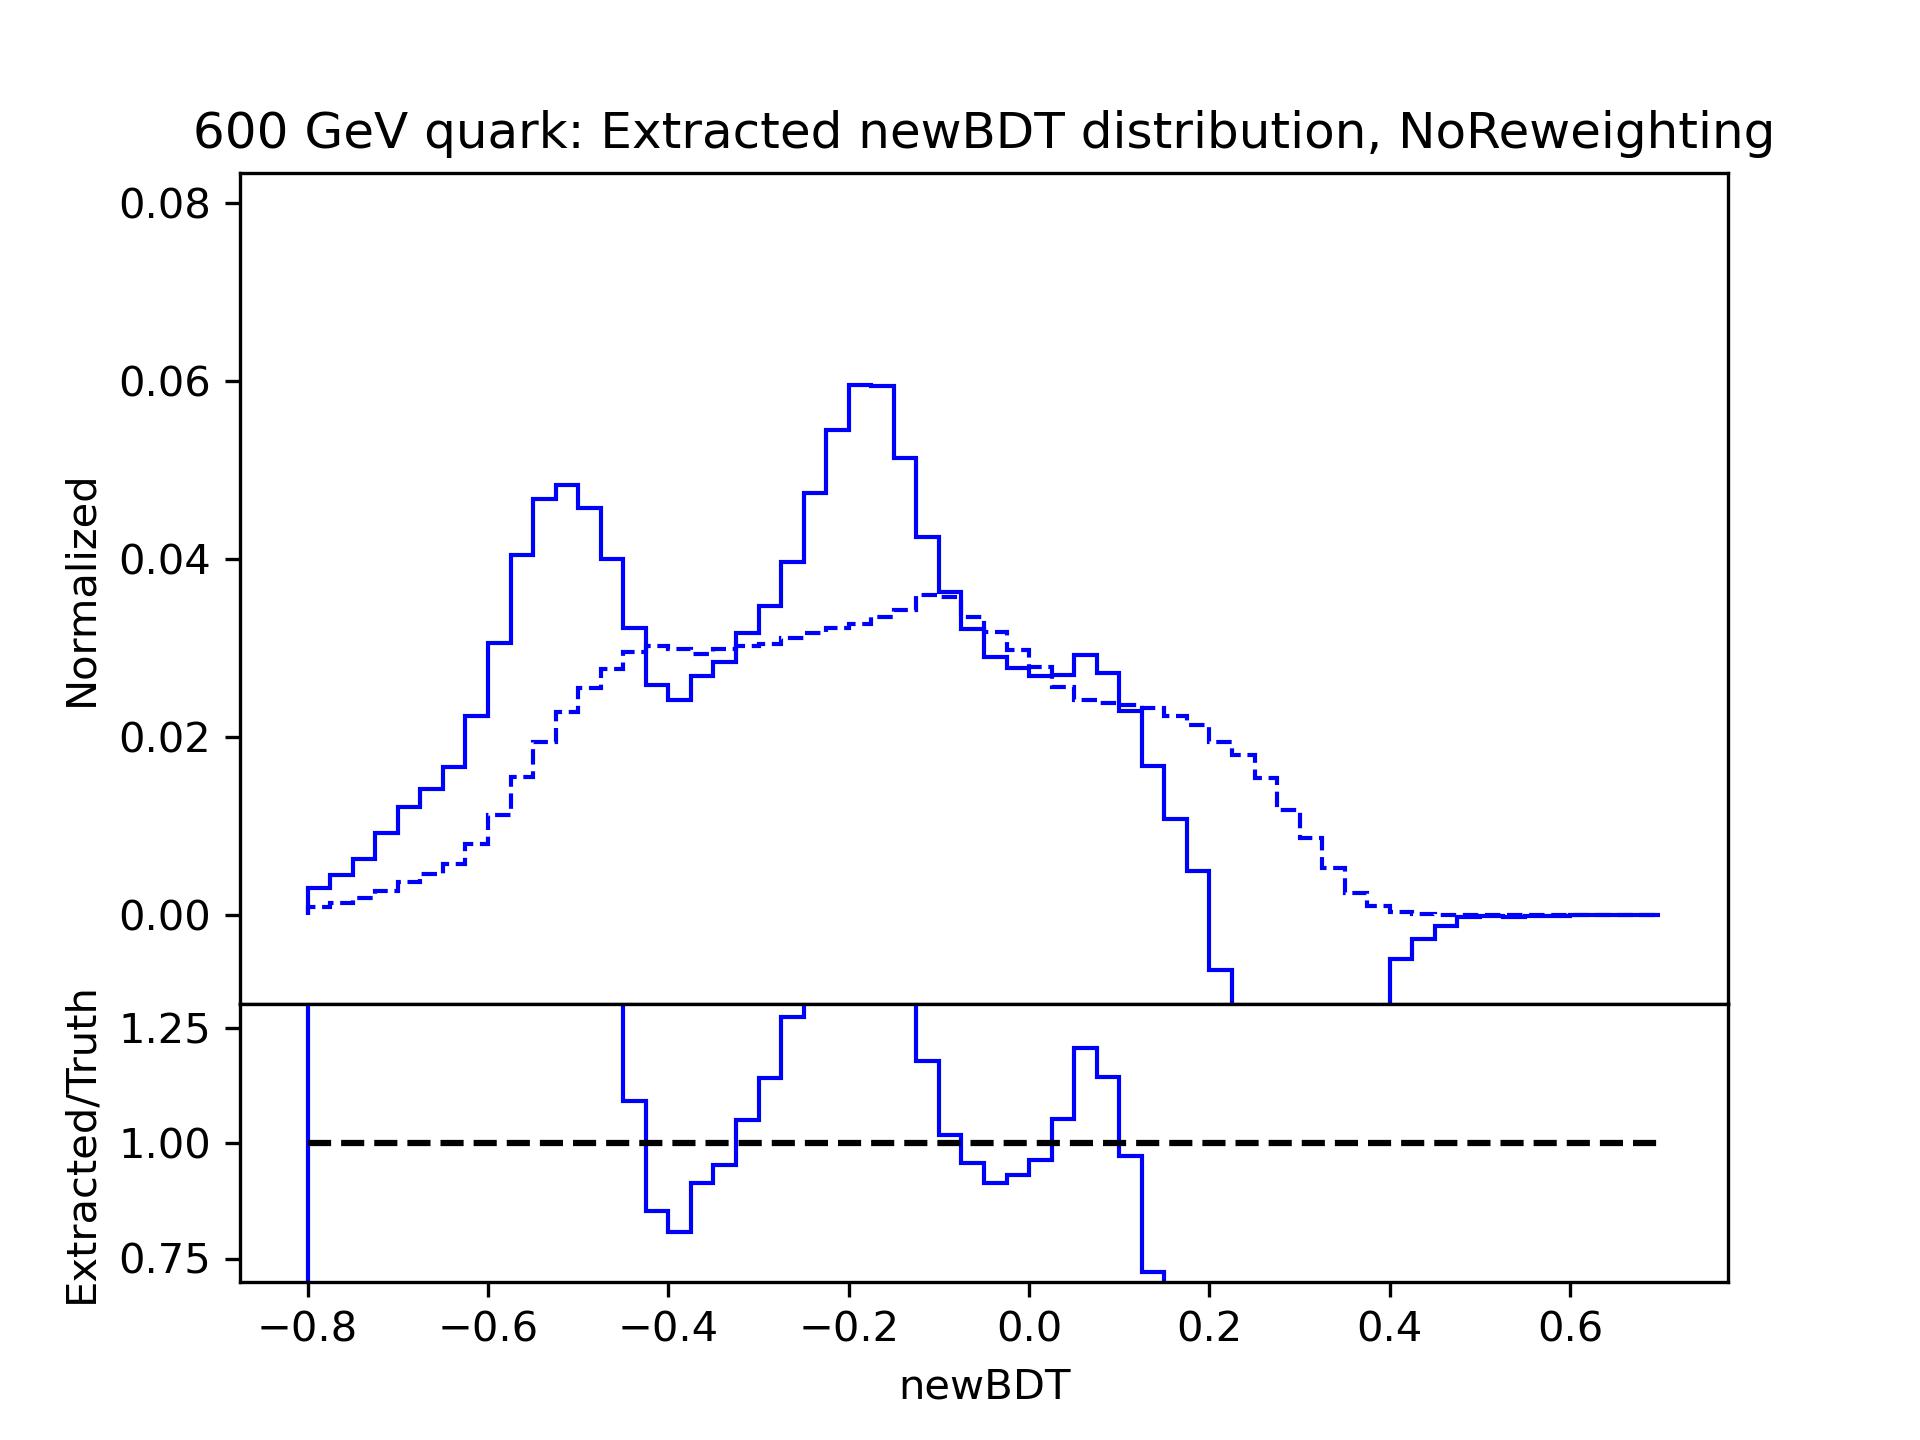 600 GeV quark: Extracted newBDT distribution, NoReweighting
0.08
0.06
0.04
0.02
0.00
Normalized
1.25
1.00
0.75
Extracted/Truth
−0.8 −0.6 −0.4 −0.2 0.0 0.2 0.4 0.6
newBDT